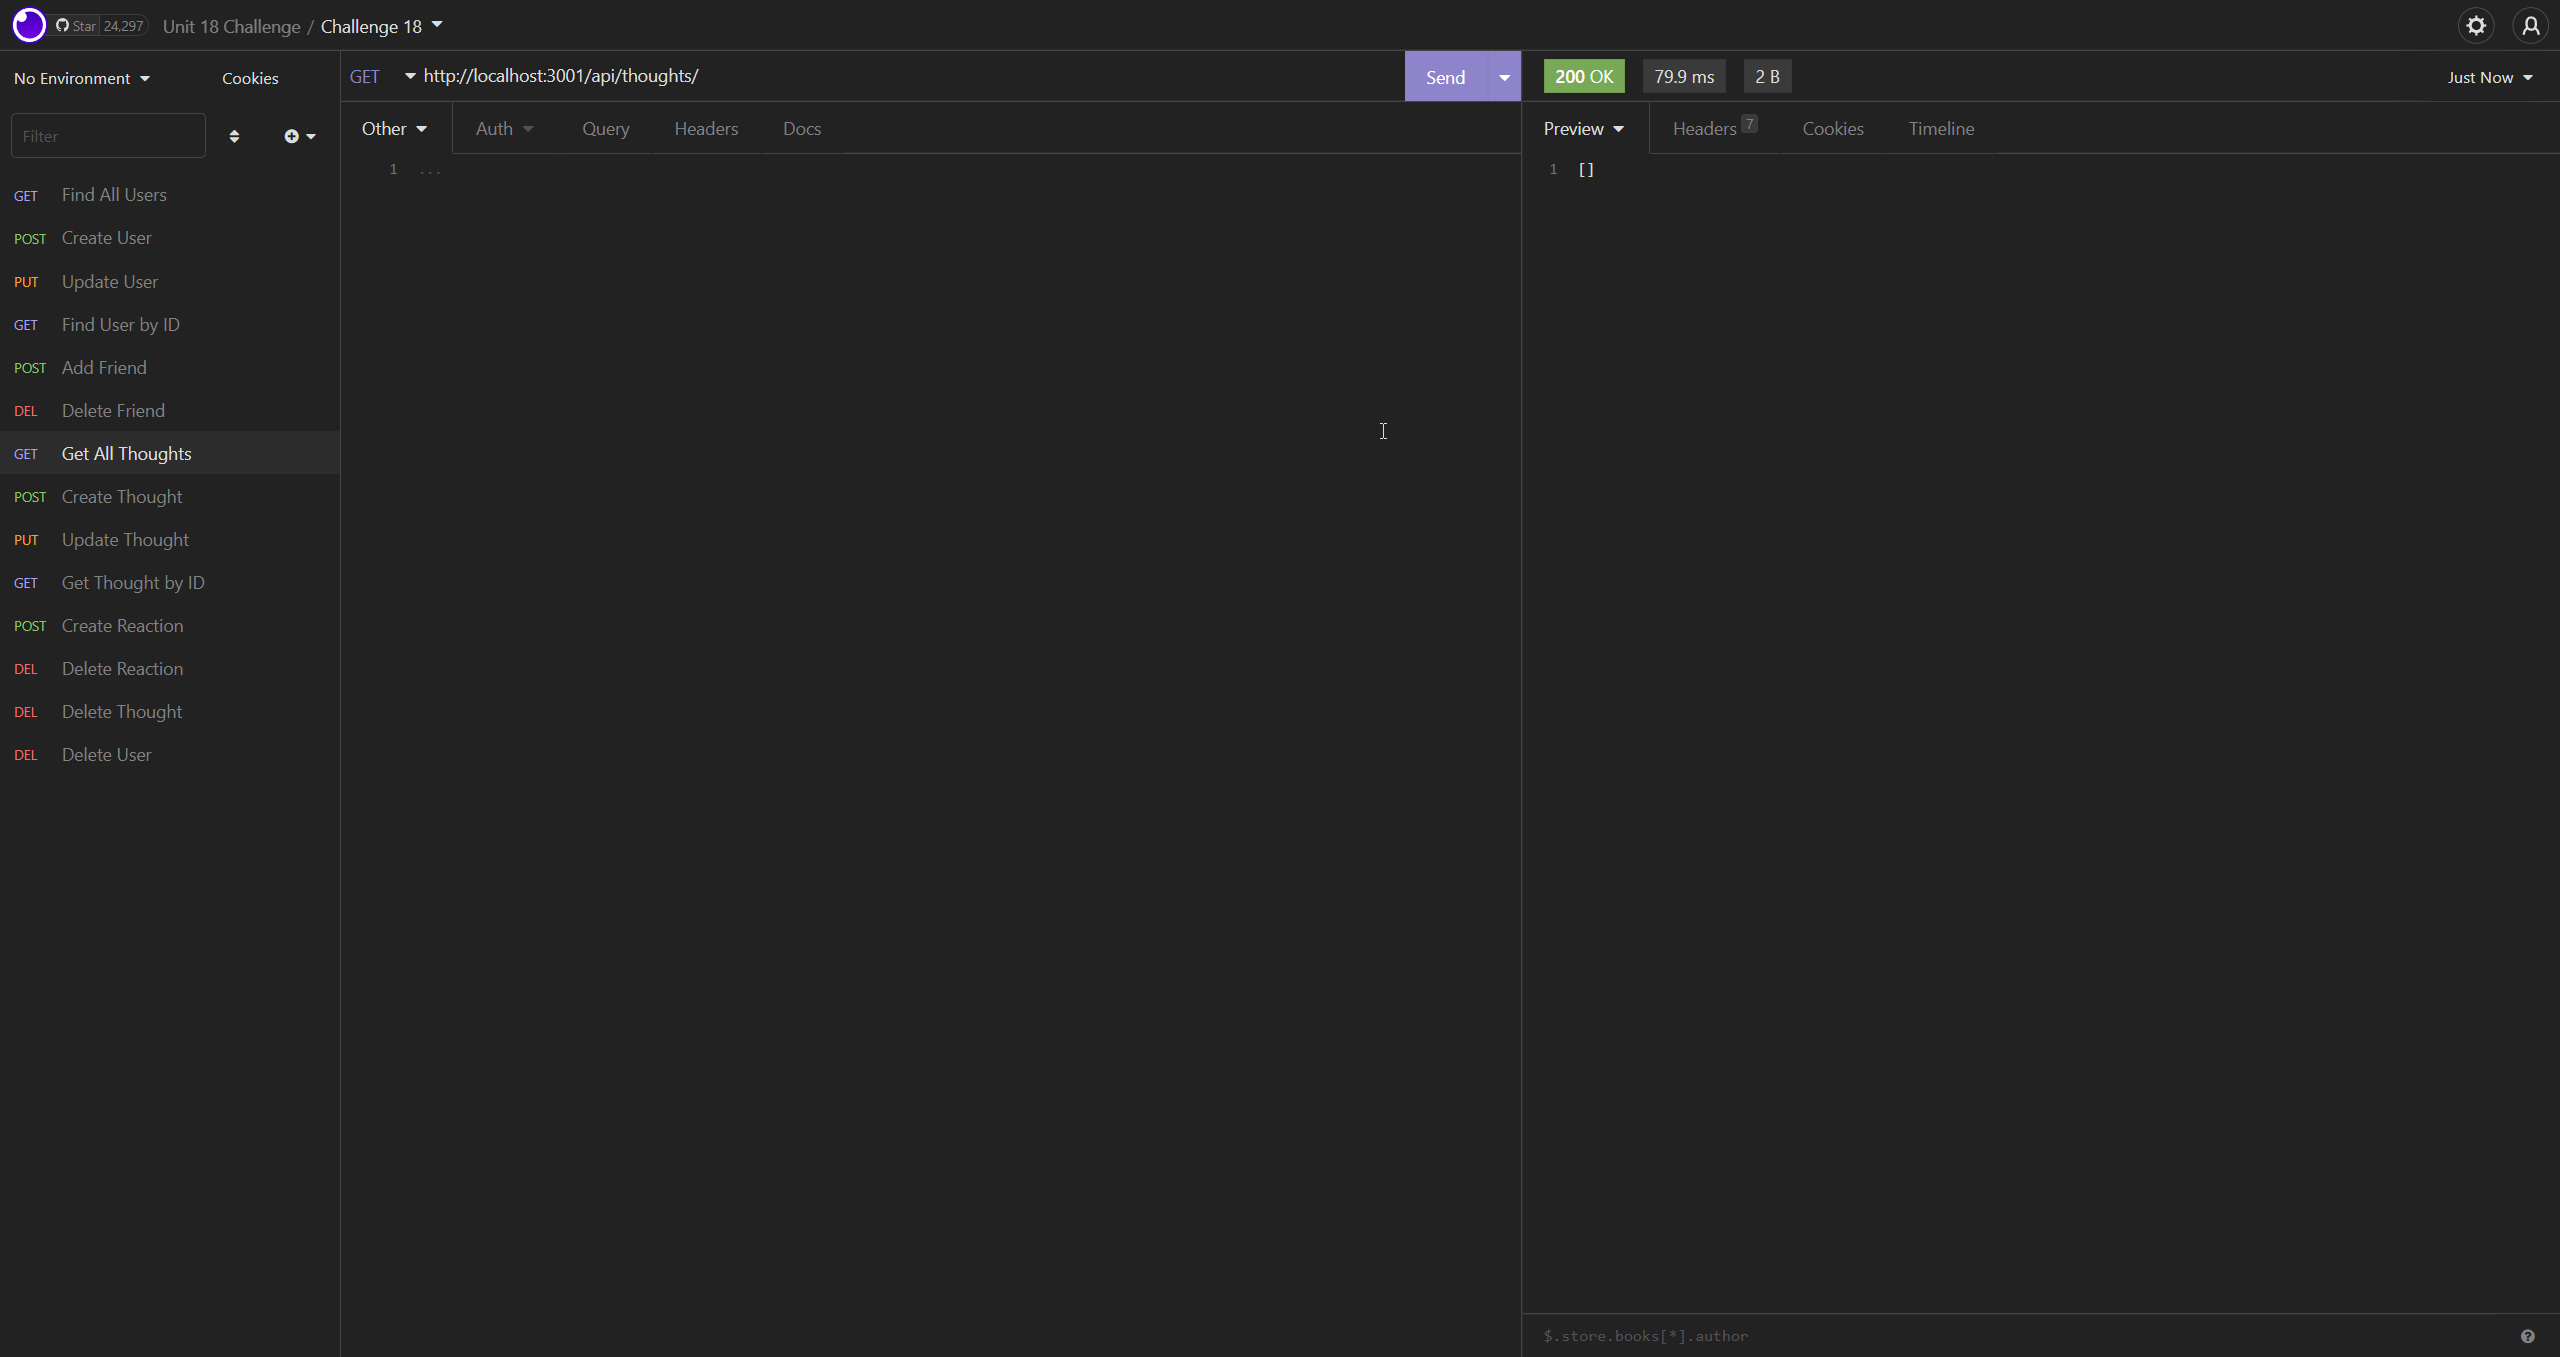 Star 24,297 Unit 18 Challenge / Challenge 18
No Environment Cookies
Filter
GET Find All Users
POST Create User
PUT Update User
GET Find User by ID
POST Add Friend
DEL Delete Friend
GET Get All Thoughts
POST Create Thought
PUT Update Thought
GET Get Thought by ID
POST Create Reaction
DEL Delete Reaction
DEL Delete Thought
DEL Delete User
GET http://localhost:3001/api/thoughts/ Send
Other Auth Query Headers Docs
1 ...
200 OK 79.9 ms 2 B Just Now
Preview Headers 7 Cookies Timeline
1 []
$.store.books[*].author